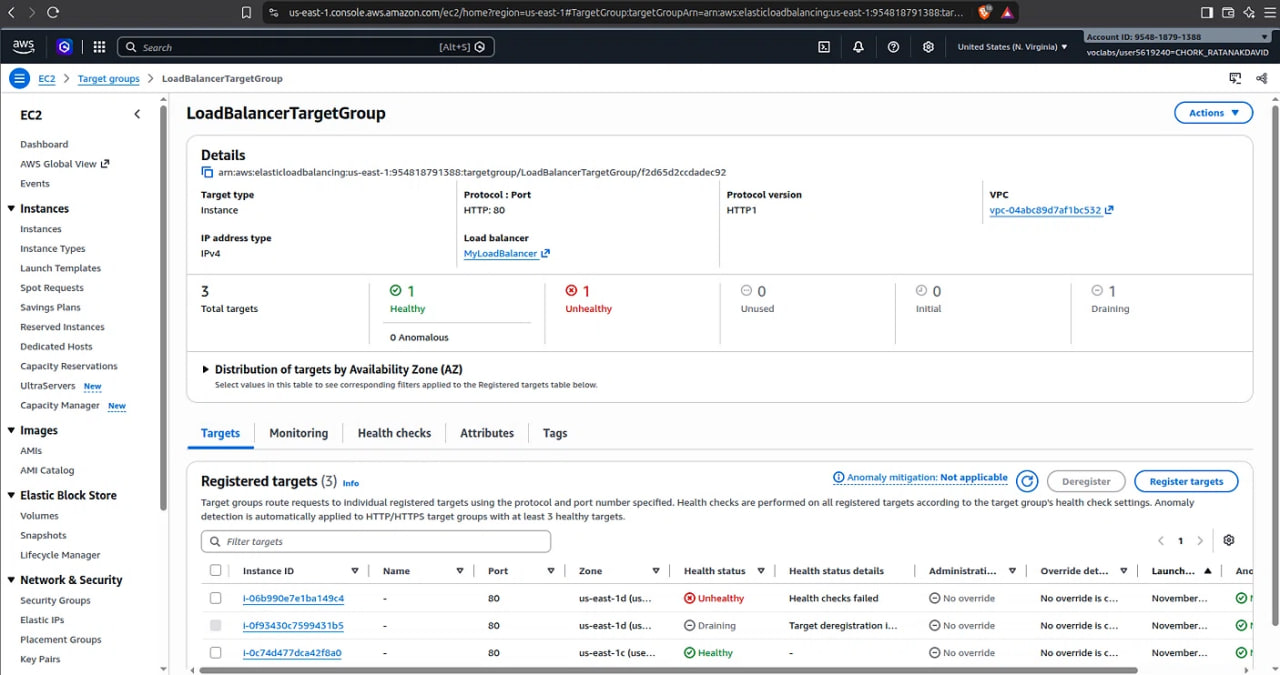 us-east-1.console.aws.amazon.com/ec2/home?region=us-east-1#TargetGroup:targetGroupArn=arn:aws:elasticloadbalancing:us-east-1:954818791388:tar...
aws
Search [Alt+S]
United States (N. Virginia)
Account ID: 9548-1879-1388
voclabs/user5619240=CHORK_RATANAKDAVID
EC2 > Target groups > LoadBalancerTargetGroup
EC2
Dashboard
AWS Global View
Events
Instances
Instances
Instance Types
Launch Templates
Spot Requests
Savings Plans
Reserved Instances
Dedicated Hosts
Capacity Reservations
UltraServers New
Capacity Manager New
Images
AMIs
AMI Catalog
Elastic Block Store
Volumes
Snapshots
Lifecycle Manager
Network & Security
Security Groups
Elastic IPs
Placement Groups
Key Pairs
LoadBalancerTargetGroup
Actions
Details
arn:aws:elasticloadbalancing:us-east-1:954818791388:targetgroup/LoadBalancerTargetGroup/f2d65d2ccdadec92
Target type
Instance
Protocol : Port
HTTP: 80
Protocol version
HTTP1
VPC
vpc-04abc89d7af1bc532
IP address type
IPv4
Load balancer
MyLoadBalancer
3
Total targets
1
Healthy
0 Anomalous
1
Unhealthy
0
Unused
0
Initial
1
Draining
Distribution of targets by Availability Zone (AZ)
Select values in this table to see corresponding filters applied to the Registered targets table below.
Targets Monitoring Health checks Attributes Tags
Registered targets (3) Info
Anomaly mitigation: Not applicable
Deregister
Register targets
Target groups route requests to individual registered targets using the protocol and port number specified. Health checks are performed on all registered targets according to the target group's health check settings. Anomaly
detection is automatically applied to HTTP/HTTPS target groups with at least 3 healthy targets.
Filter targets
1
Instance ID Name Port Zone Health status Health status details Administrati... Override det... Launch... Ano
i-06b990e7e1ba149c4 - 80 us-east-1d (us... Unhealthy Health checks failed No override No override is c... November... N
i-0f93430c7599431b5 - 80 us-east-1d (us... Draining Target deregistration i... No override No override is c... November... N
i-0c74d477dca42f8a0 - 80 us-east-1c (use... Healthy - No override No override is c... November... N